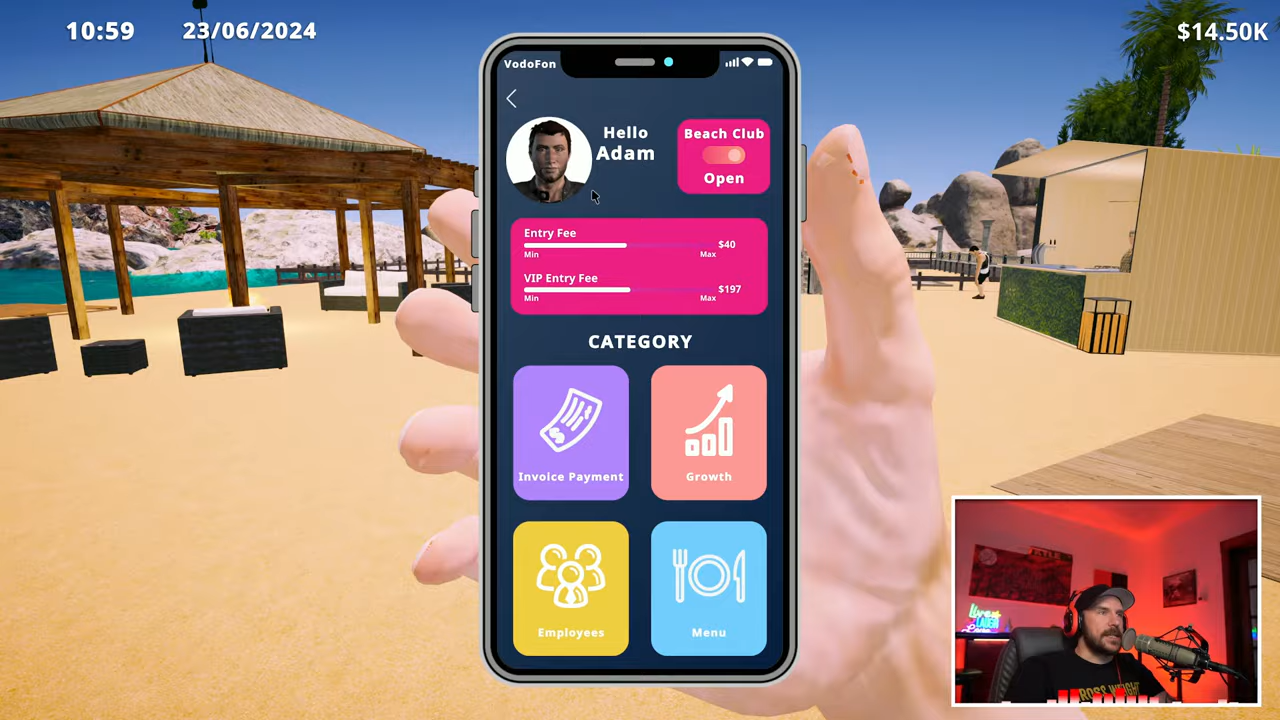 10:59
23/06/2024
$14.50K
VodoFon
Hello
Adam
Beach Club
Open
Entry Fee
$40
Min
Max
VIP Entry Fee
$197
Min
Max
CATEGORY
Invoice Payment
Growth
Employees
Menu